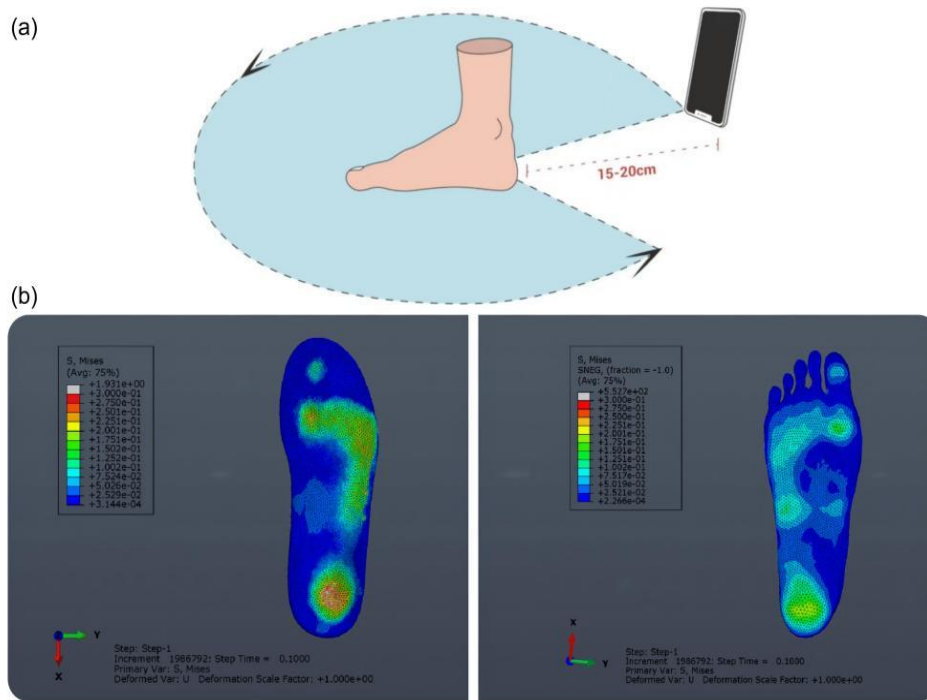 (a)
15-20cm
(b)
S, Mises
(Avg: 75%)
+1.931e+00
+3.000e-01
+2.750e-01
+2.501e-01
+2.251e-01
+2.001e-01
+1.751e-01
+1.502e-01
+1.252e-01
+1.002e-01
+7.524e-02
+5.026e-02
+2.529e-02
+3.144e-04
Y
X
Step: Step-1
Increment 1986792: Step Time = 0.1000
Primary Var: S, Mises
Deformed Var: U Deformation Scale Factor: +1.000e+00
S, Mises
SNEG, (fraction = -1.0)
(Avg: 75%)
+5.527e+02
+3.000e-01
+2.750e-01
+2.500e-01
+2.251e-01
+2.001e-01
+1.751e-01
+1.501e-01
+1.251e-01
+1.002e-01
+7.517e-02
+5.019e-02
+2.521e-02
+2.266e-04
X
Z
Y
Step: Step-1
Increment 1986792: Step Time = 0.1000
Primary Var: S, Mises
Deformed Var: U Deformation Scale Factor: +1.000e+00